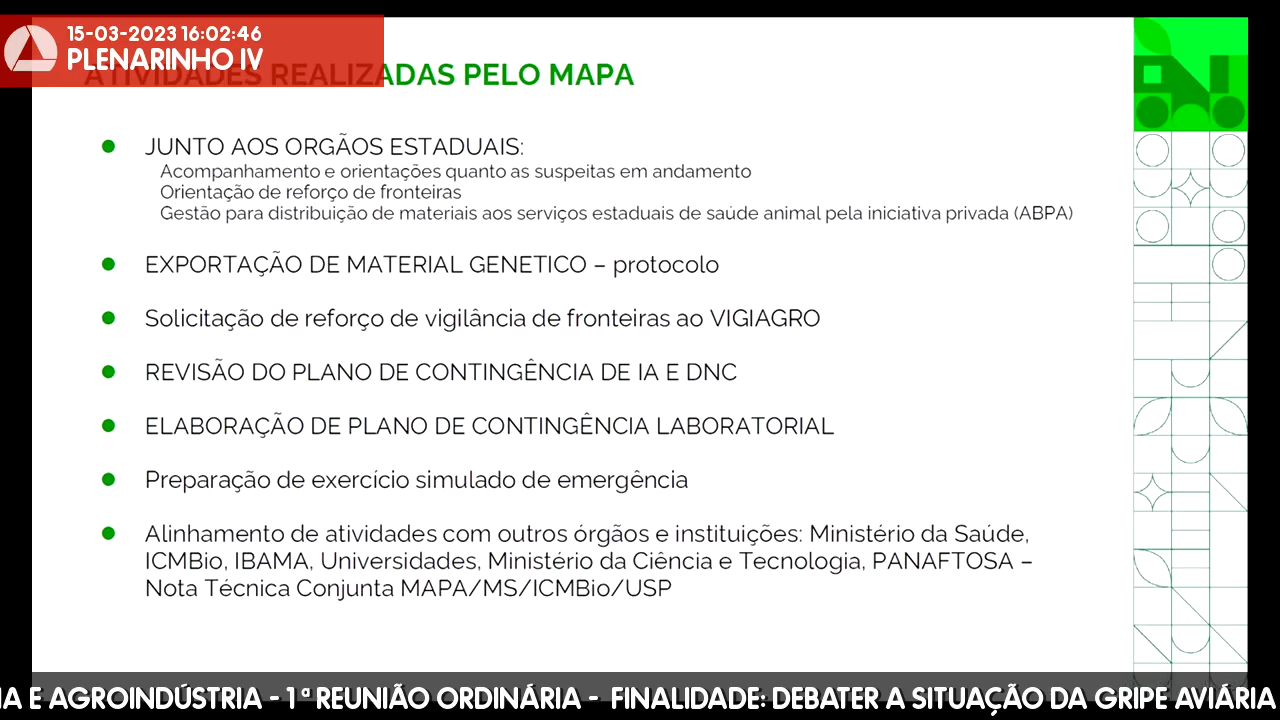 15-03-2023 16:02:46
PLENARINHO IV
ATIVIDADES REALIZADAS PELO MAPA
JUNTO AOS ORGÃOS ESTADUAIS:
Acompanhamento e orientações quanto as suspeitas em andamento
Orientação de reforço de fronteiras
Gestão para distribuição de materiais aos serviços estaduais de saúde animal pela iniciativa privada (ABPA)
EXPORTAÇÃO DE MATERIAL GENETICO – protocolo
Solicitação de reforço de vigilância de fronteiras ao VIGIAGRO
REVISÃO DO PLANO DE CONTINGÊNCIA DE IA E DNC
ELABORAÇÃO DE PLANO DE CONTINGÊNCIA LABORATORIAL
Preparação de exercício simulado de emergência
Alinhamento de atividades com outros órgãos e instituições: Ministério da Saúde,
ICMBio, IBAMA, Universidades, Ministério da Ciência e Tecnologia, PANAFTOSA –
Nota Técnica Conjunta MAPA/MS/ICMBio/USP
IA E AGROINDÚSTRIA - 1ª REUNIÃO ORDINÁRIA - FINALIDADE: DEBATER A SITUAÇÃO DA GRIPE AVIÁRIA